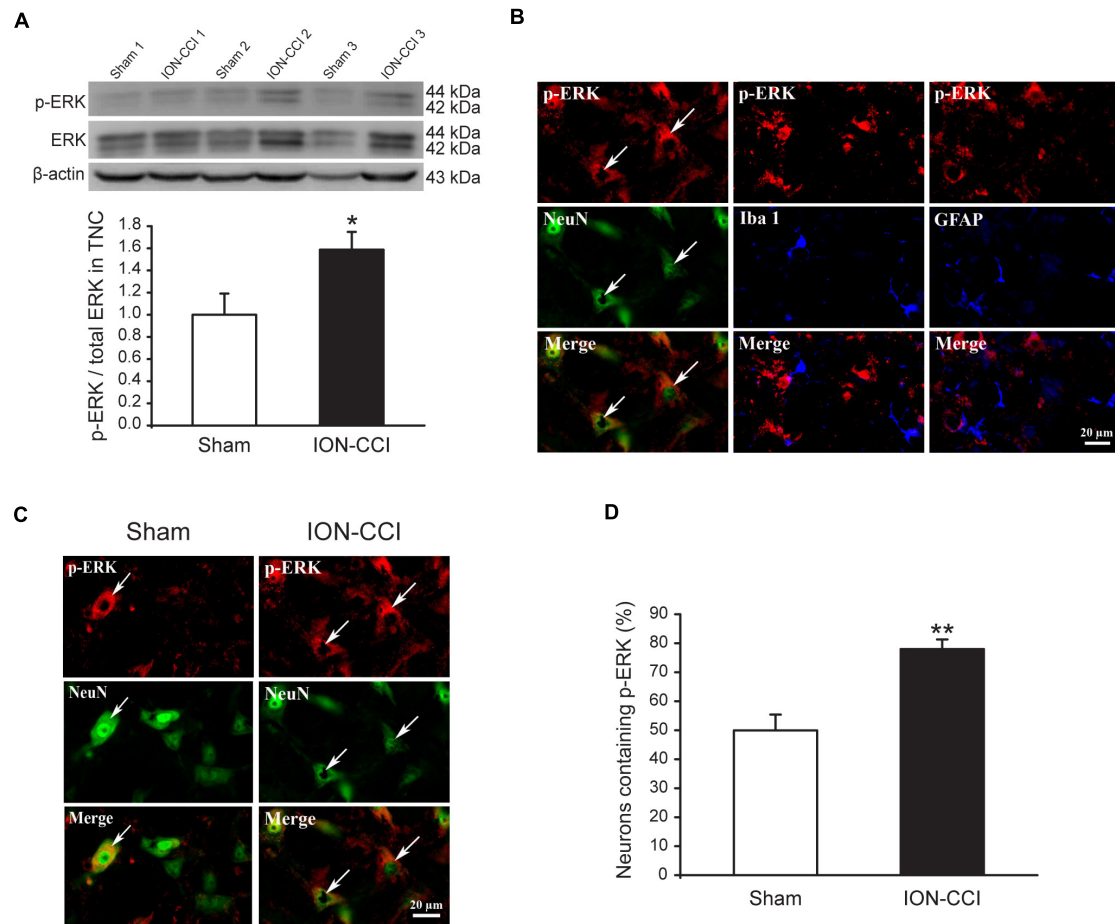 A
Sham 1 ION-CCI 1 Sham 2 ION-CCI 2 Sham 3 ION-CCI 3
p-ERK 44 kDa
42 kDa
ERK 44 kDa
42 kDa
β-actin 43 kDa
p-ERK / total ERK in TNC
1.8
1.6
1.4
1.2
1.0
0.8
0.6
0.4
0.2
0.0
*
Sham ION-CCI
B
p-ERK p-ERK p-ERK
NeuN Iba 1 GFAP
Merge Merge Merge
20 µm
C
Sham ION-CCI
p-ERK p-ERK
NeuN NeuN
Merge Merge
20 µm
D
Neurons containing p-ERK (%)
90
80
70
60
50
40
30
20
10
0
**
Sham ION-CCI